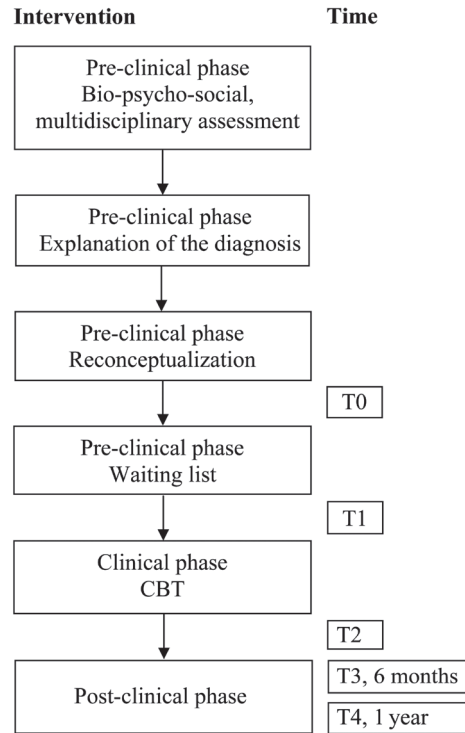 Intervention
Time
Pre-clinical phase
Bio-psycho-social,
multidisciplinary assessment
Pre-clinical phase
Explanation of the diagnosis
Pre-clinical phase
Reconceptualization
T0
Pre-clinical phase
Waiting list
T1
Clinical phase
CBT
T2
Post-clinical phase
T3, 6 months
T4, 1 year